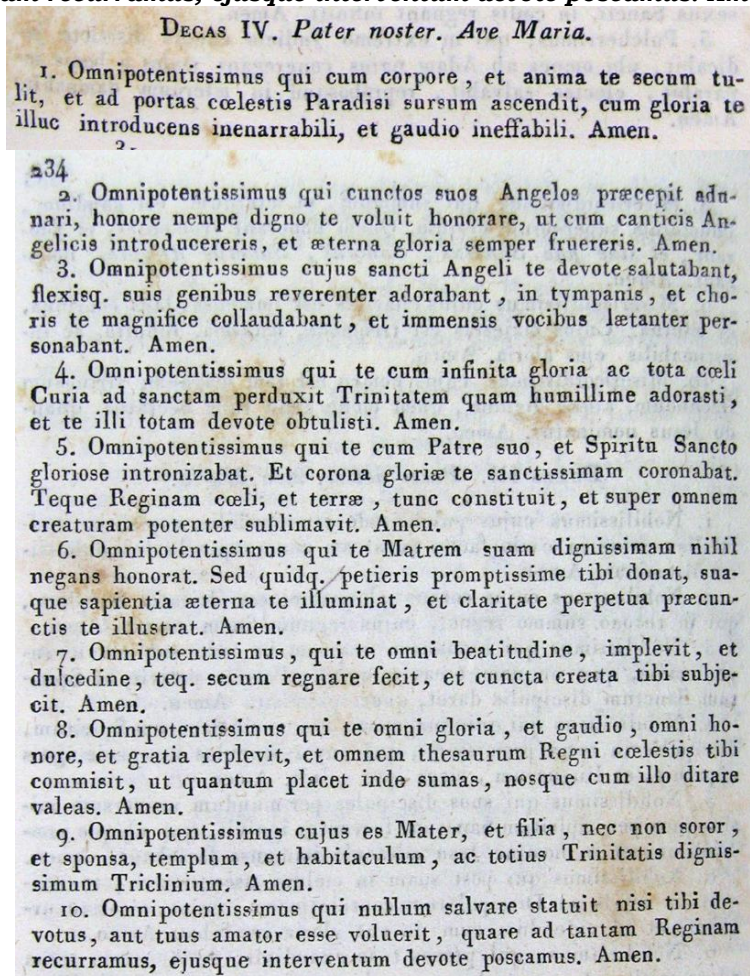 recurramus, ejusque interventum devote poscamus.
DECAS IV. Pater noster. Ave Maria.
1. Omnipotentissimus qui cum corpore, et anima te secum tu-
lit, et ad portas cœlestis Paradisi sursum ascendit, cum gloria te
illuc introducens inenarrabili, et gaudio ineffabili. Amen.
234
2. Omnipotentissimus qui cunctos suos Angelos præcepit adu-
nari, honore nempe digno te voluit honorare, ut cum canticis An-
gelicis introducereris, et æterna gloria semper fruereris. Amen.
3. Omnipotentissimus cujus sancti Angeli te devote salutabant,
flexisq. suis genibus reverenter adorabant, in tympanis, et cho-
ris te magnifice collaudabant, et immensis vocibus lætanter per-
sonabant. Amen.
4. Omnipotentissimus qui te cum infinita gloria ac tota cœli
Curia ad sanctam perduxit Trinitatem quam humillime adorasti,
et te illi totam devote obtulisti. Amen.
5. Omnipotentissimus qui te cum Patre suo, et Spiritu Sancto
gloriose intronizabat. Et corona gloriæ te sanctissimam coronabat.
Teque Reginam cœli, et terræ, tunc constituit, et super omnem
creaturam potenter sublimavit. Amen.
6. Omnipotentissimus qui te Matrem suam dignissimam nihil
negans honorat. Sed quidq. petieris promptissime tibi donat, sua-
que sapientia æterna te illuminat, et claritate perpetua præcun-
ctis te illustrat. Amen.
7. Omnipotentissimus, qui te omni beatitudine, implevit, et
dulcedine, teq. secum regnare fecit, et cuncta creata tibi subje-
cit. Amen.
8. Omnipotentissimus qui te omni gloria, et gaudio, omni ho-
nore, et gratia replevit, et omnem thesaurum Regni cœlestis tibi
commisit, ut quantum placet inde sumas, nosque cum illo ditare
valeas. Amen.
9. Omnipotentissimus cujus es Mater, et filia, nec non soror,
et sponsa, templum, et habitaculum, ac totius Trinitatis dignis-
simum Triclinium. Amen.
10. Omnipotentissimus qui nullum salvare statuit nisi tibi de-
votus, aut tuus amator esse voluerit, quare ad tantam Reginam
recurramus, ejusque interventum devote poscamus. Amen.